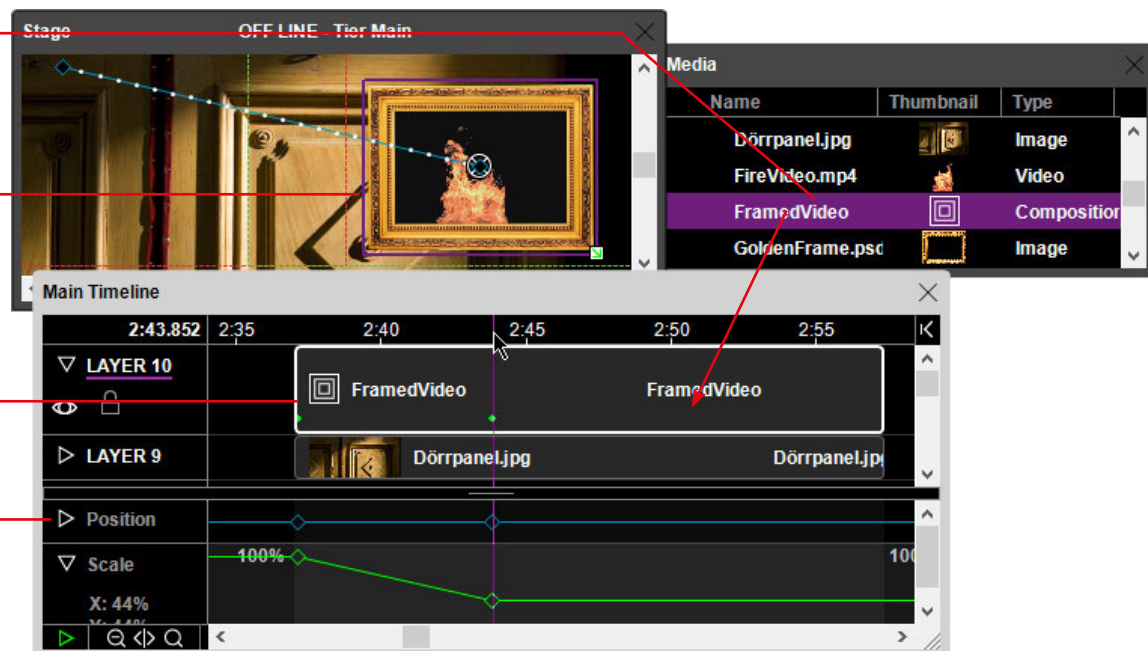 Stage OFF LINE - Tier Main
Media
Name Thumbnail Type
Dörrpanel.jpg Image
FireVideo.mp4 Video
FramedVideo Composition
GoldenFrame.psd Image
Main Timeline
2:43.852 2:35 2:40 2:45 2:50 2:55
LAYER 10
FramedVideo FramedVideo
LAYER 9 Dörrpanel.jpg Dörrpanel.jpg
Position
Scale 100% 100
X: 44%
Y: 44%